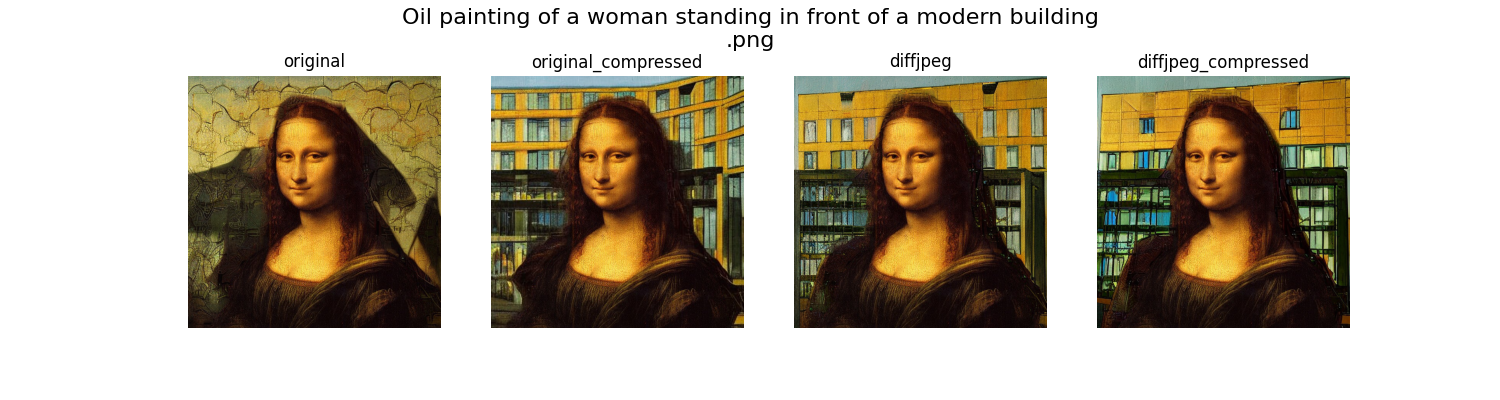 Oil painting of a woman standing in front of a modern building
.png
original
original_compressed
diffjpeg
diffjpeg_compressed